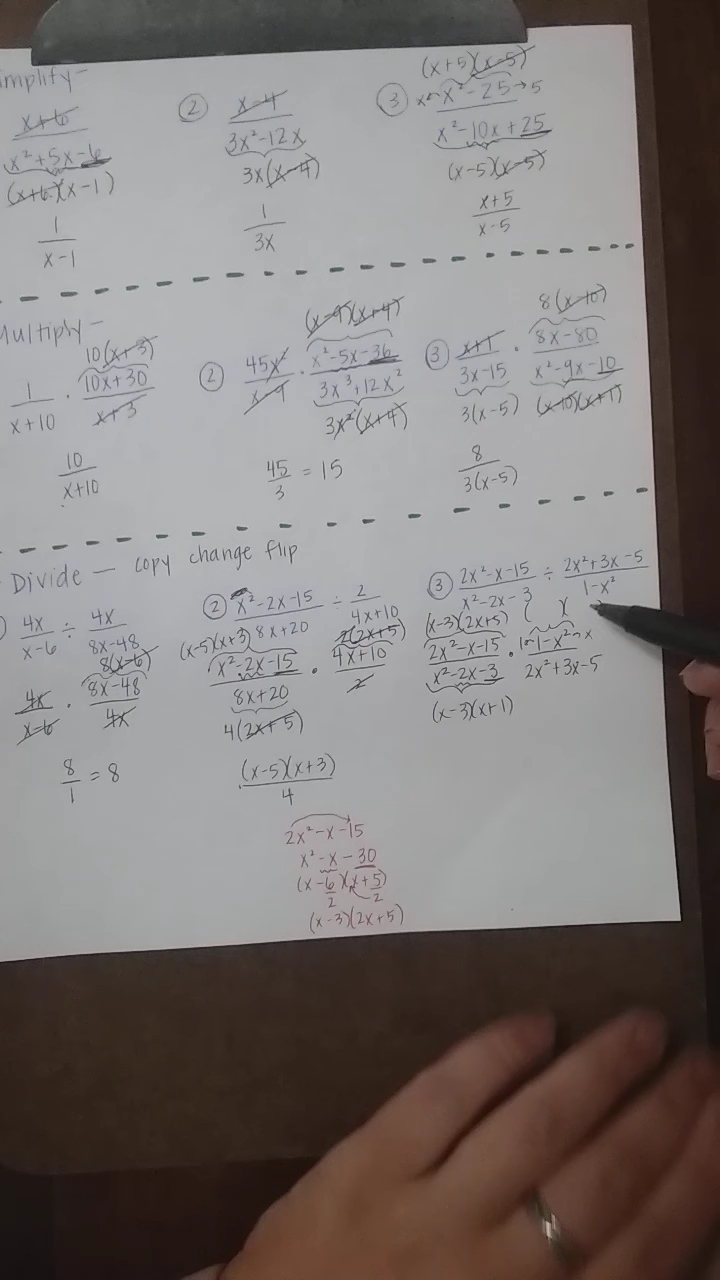 implify-
x+6
x²+5x-6
(x+6)(x-1)
1
x-1
② x-4
3x²-12x
3x(x-4)
1
3x
(x+5)(x-5)
③ x← x²-25→5
x²-10x+25
(x-5)(x-5)
x+5
x-5
Multiply-
10(x+3)
1/x+10 · 10x+30/x+3
10
x+10
(x-9)(x+4)
② 45x²/x-9 · x²-5x-36/3x³+12x²
3x²(x+4)
45/3 = 15
8(x-10)
③ x+1/3x-15 · 8x-80/x²-9x-10
3(x-5) (x-10)(x+1)
8
3(x-5)
Divide — copy change flip
4x/x-6 ÷ 4x/8x-48
8(x-6)
4x/x-6 · 8x-48/4x
8/1 = 8
② x²-2x-15/8x+20 ÷ 2/4x+10
(x-5)(x+3) 2(2x+5)
x²-2x-15/8x+20 · 4x+10/2
4(2x+5)
(x-5)(x+3)
4
2x²-x-15
x²-x-30
(x-6)(x+5)
2 2
(x-3)(2x+5)
③ 2x²-x-15/x²-2x-3 ÷ 2x²+3x-5/1-x²
(x-3)(2x+5) ( x )
2x²-x-15/x²-2x-3 · 1←1-x²→x/2x²+3x-5
(x-3)(x+1)